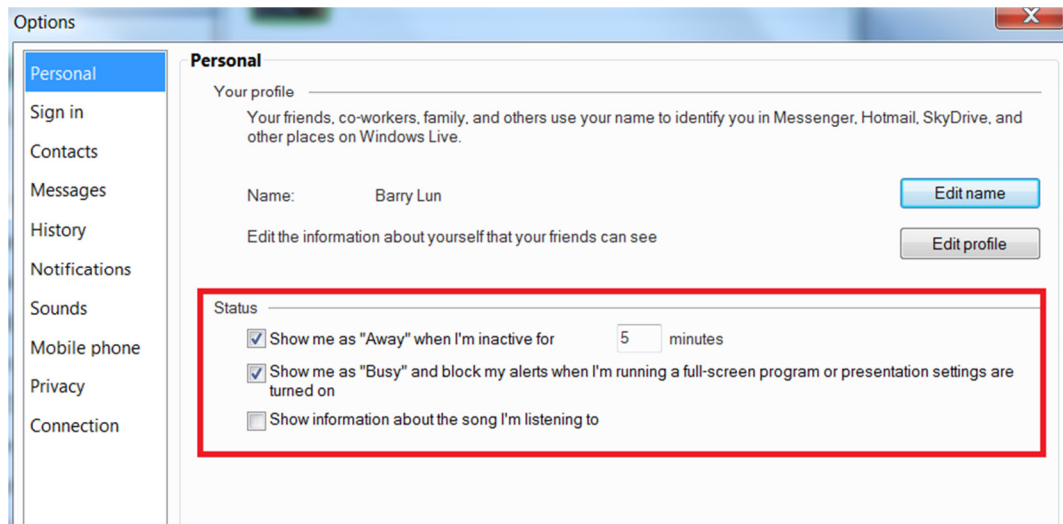 Options
X
Personal
Sign in
Contacts
Messages
History
Notifications
Sounds
Mobile phone
Privacy
Connection
Personal
Your profile
Your friends, co-workers, family, and others use your name to identify you in Messenger, Hotmail, SkyDrive, and
other places on Windows Live.
Name: Barry Lun
Edit name
Edit the information about yourself that your friends can see
Edit profile
Status
Show me as "Away" when I'm inactive for 5 minutes
Show me as "Busy" and block my alerts when I'm running a full-screen program or presentation settings are
turned on
Show information about the song I'm listening to